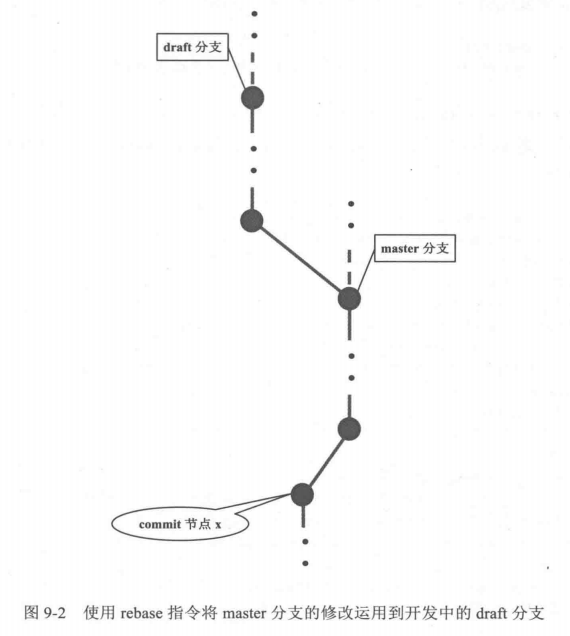 draft 分支
master 分支
commit 节点 x
图 9-2 使用 rebase 指令将 master 分支的修改运用到开发中的 draft 分支